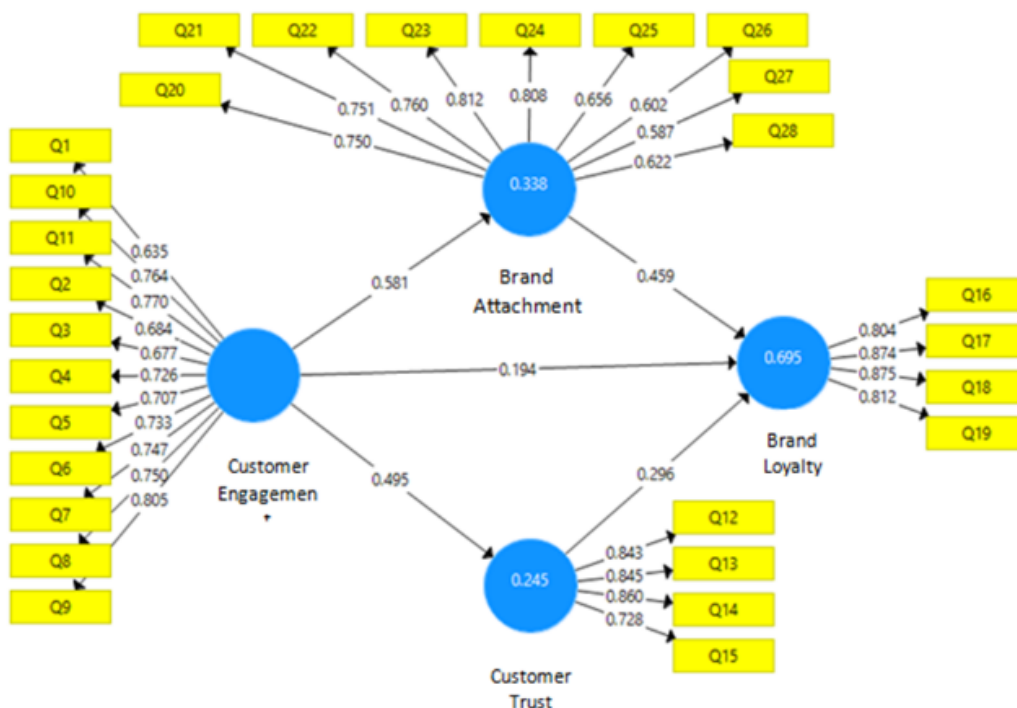 Q21
Q22
Q23
Q24
Q25
Q26
Q20
Q27
Q28
0.751
0.760
0.812
0.808
0.656
0.602
0.587
0.622
0.750
Q1
Q10
Q11
Q2
Q3
Q4
Q5
Q6
Q7
Q8
Q9
0.635
0.764
0.770
0.684
0.677
0.726
0.707
0.733
0.747
0.750
0.805
0.338
Brand
Attachment
0.581
0.459
0.194
0.495
0.296
Customer
Engagemen
0.695
Brand
Loyalty
0.804
0.874
0.875
0.812
Q16
Q17
Q18
Q19
0.245
Customer
Trust
0.843
0.845
0.860
0.728
Q12
Q13
Q14
Q15